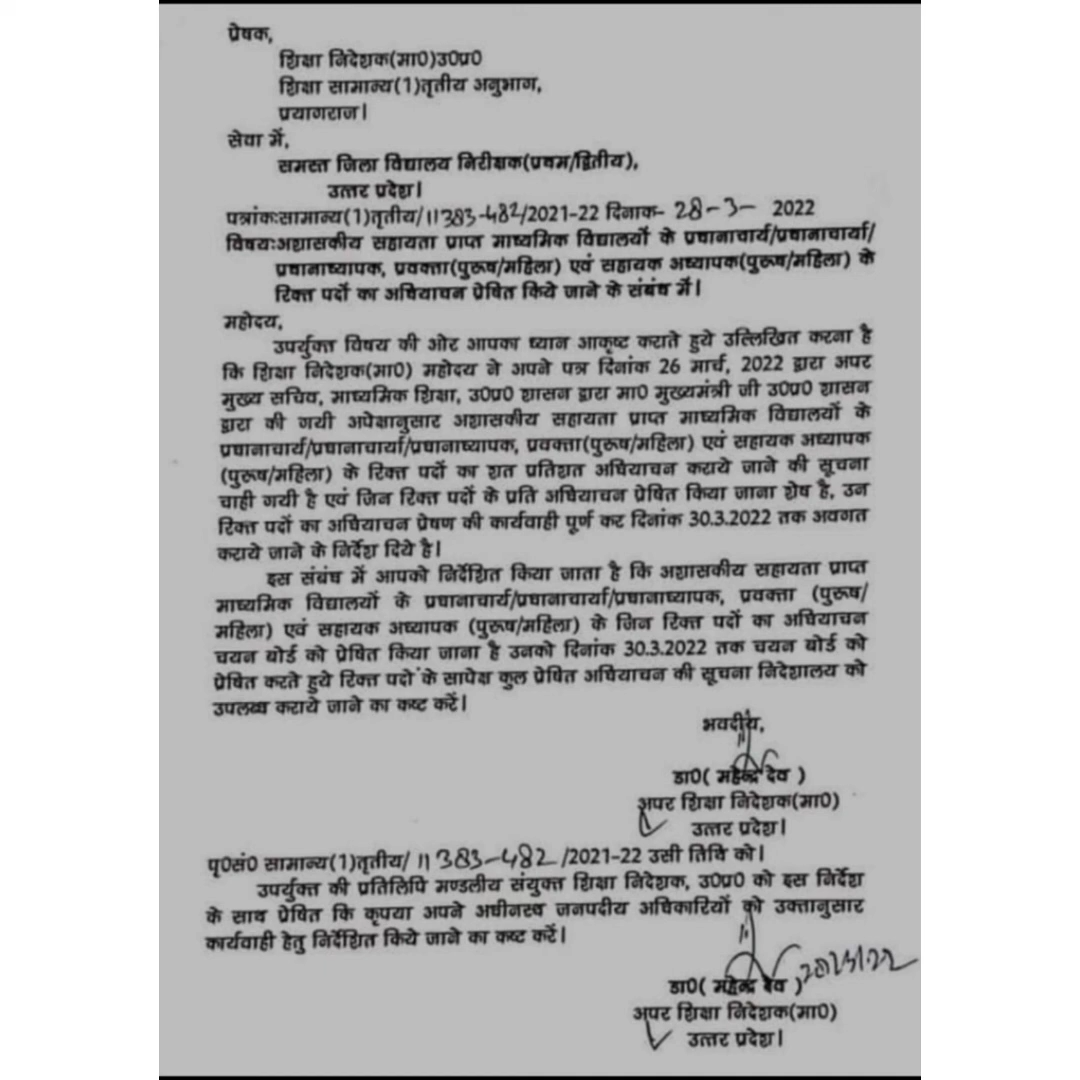 प्रेषक,
शिक्षा निदेशक(मा0)उ0प्र0
शिक्षा सामान्य(1)तृतीय अनुभाग,
प्रयागराज।
सेवा में,
समस्त जिला विद्यालय निरीक्षक(प्रथम/द्वितीय),
उत्तर प्रदेश।
पत्रांकःसामान्य(1)तृतीय/11383-482/2021-22 दिनाक- 28-3- 2022
विषयःअशासकीय सहायता प्राप्त माध्यमिक विद्यालयों के प्रधानाचार्य/प्रधानाचार्या/
प्रधानाध्यापक, प्रवक्ता(पुरूष/महिला) एवं सहायक अध्यापक(पुरूष/महिला) के
रिक्त पदों का अधियाचन प्रेषित किये जाने के संबंध में।
महोदय,
उपर्युक्त विषय की ओर आपका ध्यान आकृष्ट कराते हुये उल्लिखित करना है
कि शिक्षा निदेशक(मा0) महोदय ने अपने पत्र दिनांक 26 मार्च, 2022 द्वारा अपर
मुख्य सचिव, माध्यमिक शिक्षा, उ0प्र0 शासन द्वारा मा0 मुख्यमंत्री जी उ0प्र0 शासन
द्वारा की गयी अपेक्षानुसार अशासकीय सहायता प्राप्त माध्यमिक विद्यालयों के
प्रधानाचार्य/प्रधानाचार्या/प्रधानाध्यापक, प्रवक्ता(पुरूष/महिला) एवं सहायक अध्यापक
(पुरूष/महिला) के रिक्त पदों का शत प्रतिशत अधियाचन कराये जाने की सूचना
चाही गयी है एवं जिन रिक्त पदों के प्रति अधियाचन प्रेषित किया जाना शेष है, उन
रिक्त पदों का अधियाचन प्रेषण की कार्यवाही पूर्ण कर दिनांक 30.3.2022 तक अवगत
कराये जाने के निर्देश दिये है।
इस संबंध में आपको निर्देशित किया जाता है कि अशासकीय सहायता प्राप्त
माध्यमिक विद्यालयों के प्रधानाचार्य/प्रधानाचार्या/प्रधानाध्यापक, प्रवक्ता (पुरूष/
महिला) एवं सहायक अध्यापक (पुरूष/महिला) के जिन रिक्त पदों का अधियाचन
चयन बोर्ड को प्रेषित किया जाना है उनको दिनांक 30.3.2022 तक चयन बोर्ड को
प्रेषित करते हुये रिक्त पदों के सापेक्ष कुल प्रेषित अधियाचन की सूचना निदेशालय को
उपलब्ध कराये जाने का कष्ट करें।
भवदीय,
डा0( महेन्द्र देव )
अपर शिक्षा निदेशक(मा0)
उत्तर प्रदेश।
पृ0सं0 सामान्य(1)तृतीय/ 11383-482/2021-22 उसी तिथि को।
उपर्युक्त की प्रतिलिपि मण्डलीय संयुक्त शिक्षा निदेशक, उ0प्र0 को इस निर्देश
के साथ प्रेषित कि कृपया अपने अधीनस्थ जनपदीय अधिकारियों को उक्तानुसार
कार्यवाही हेतु निर्देशित किये जाने का कष्ट करें।
डा0( महेन्द्र देव )
अपर शिक्षा निदेशक(मा0)
उत्तर प्रदेश।